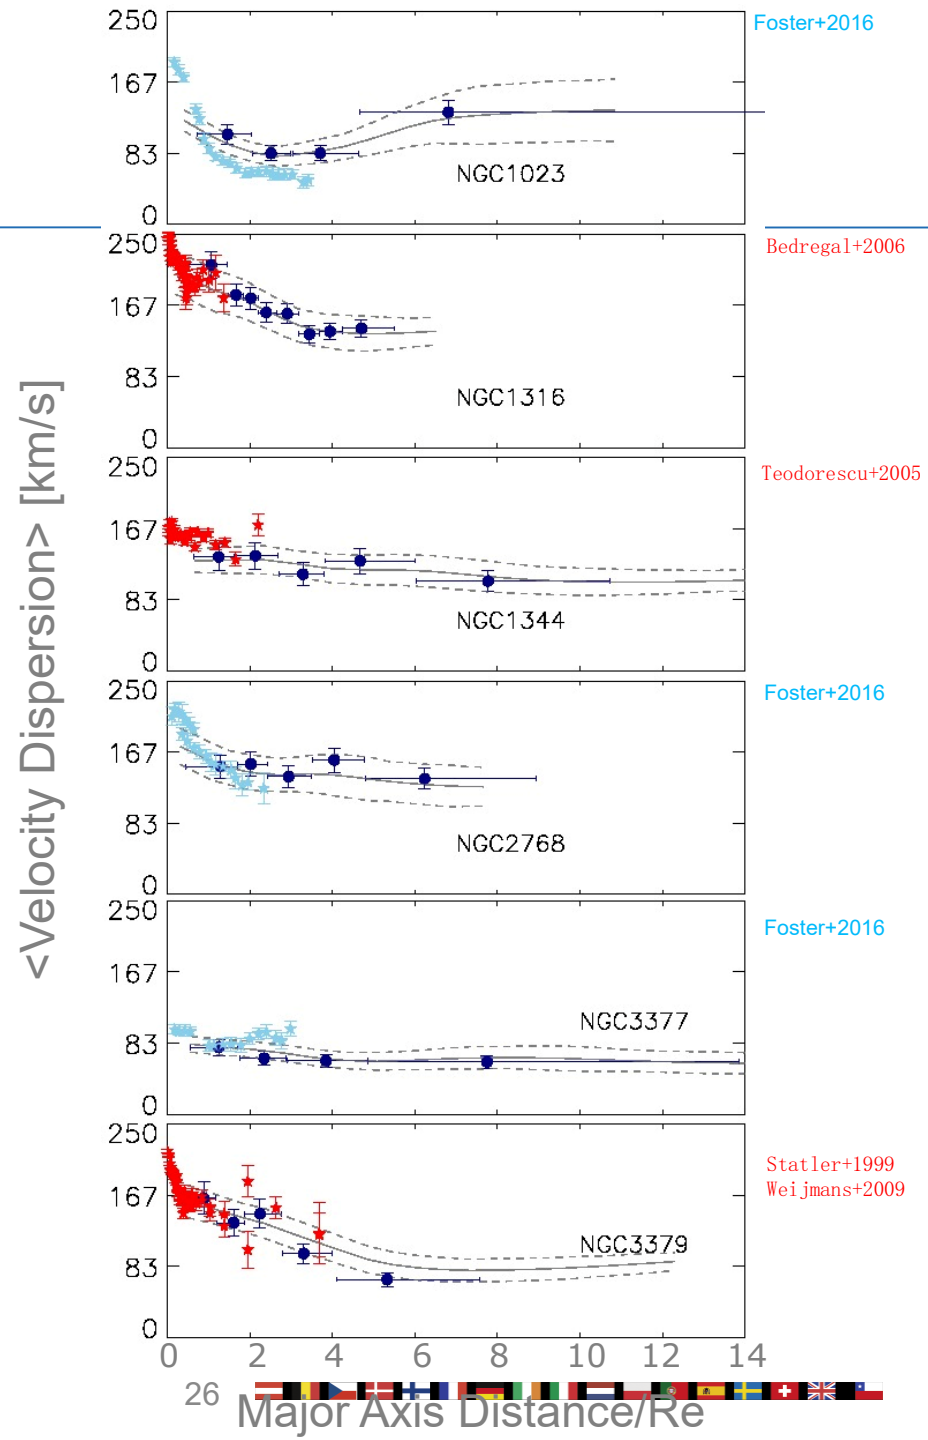 250
Foster+2016
167
83
NGC1023
0
250
Bedregal+2006
167
83
NGC1316
0
250
Teodorescu+2005
167
83
NGC1344
0
250
Foster+2016
167
83
NGC2768
0
250
Foster+2016
167
NGC3377
83
0
250
Statler+1999
167
Weijmans+2009
NGC3379
83
0
0 2 4 6 8 10 12 14
26
Major Axis Distance/Re
<Velocity Dispersion> [km/s]